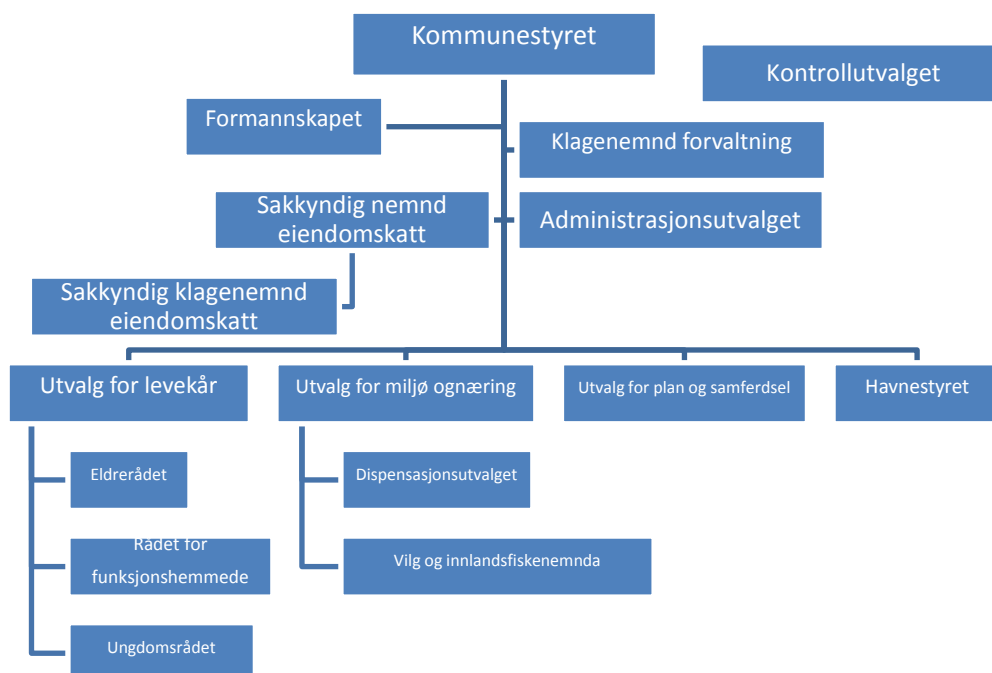 Kommunestyret
Kontrollutvalget
Formannskapet
Klagenemnd forvaltning
Sakkyndig nemnd
eiendomskatt
Administrasjonsutvalget
Sakkyndig klagenemnd
eiendomskatt
Utvalg for levekår
Utvalg for miljø ognæring
Utvalg for plan og samferdsel
Havnestyret
Eldrerådet
Dispensasjonsutvalget
Rådet for
funksjonshemmede
Vilg og innlandsfiskenemnda
Ungdomsrådet